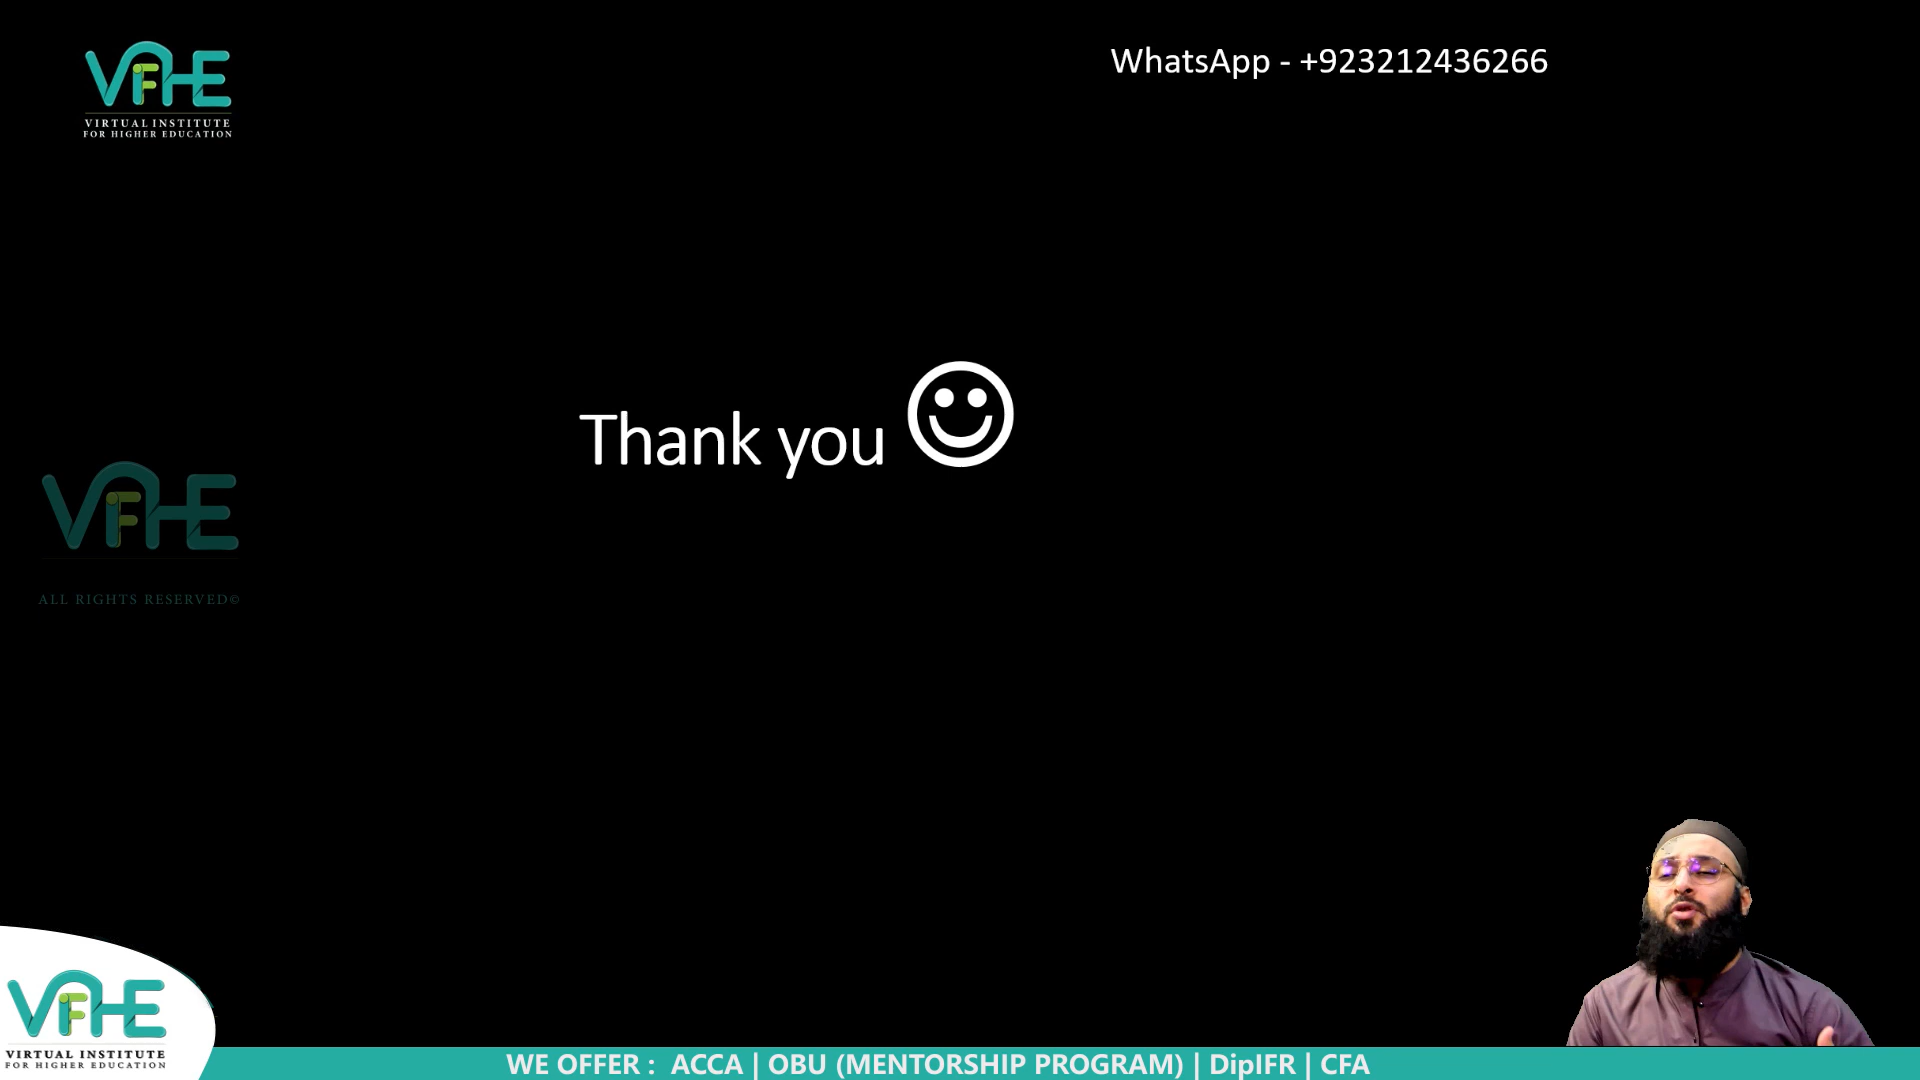 VIFHE
VIRTUAL INSTITUTE
FOR HIGHER EDUCATION
WhatsApp - +923212436266
Thank you
VIFHE
ALL RIGHTS RESERVED©
VIFHE
VIRTUAL INSTITUTE
FOR HIGHER EDUCATION
WE OFFER : ACCA | OBU (MENTORSHIP PROGRAM) | DipIFR | CFA